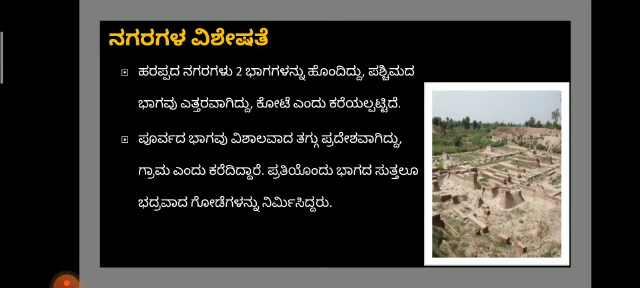 ನಗರಗಳ ವಿಶೇಷತೆ
ಹರಪ್ಪದ ನಗರಗಳು 2 ಭಾಗಗಳನ್ನು ಹೊಂದಿದ್ದು, ಪಶ್ಚಿಮದ
ಭಾಗವು ಎತ್ತರವಾಗಿದ್ದು, ಕೋಟೆ ಎಂದು ಕರೆಯಲ್ಪಟ್ಟಿದೆ.
ಪೂರ್ವದ ಭಾಗವು ವಿಶಾಲವಾದ ತಗ್ಗು ಪ್ರದೇಶವಾಗಿದ್ದು,
ಗ್ರಾಮ ಎಂದು ಕರೆದಿದ್ದಾರೆ. ಪ್ರತಿಯೊಂದು ಭಾಗದ ಸುತ್ತಲೂ
ಭದ್ರವಾದ ಗೋಡೆಗಳನ್ನು ನಿರ್ಮಿಸಿದ್ದರು.